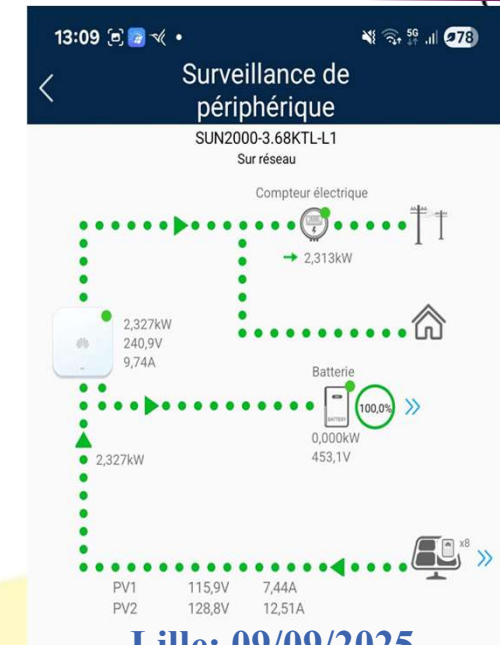 13:09
5G
78
Surveillance de
périphérique
SUN2000-3.68KTL-L1
Sur réseau
Compteur électrique
2,313kW
2,327kW
240,9V
9,74A
Batterie
BATTERY
100,0%
0,000kW
453,1V
2,327kW
x8
PV1 115,9V 7,44A
PV2 128,8V 12,51A
Lille: 09/09/2025